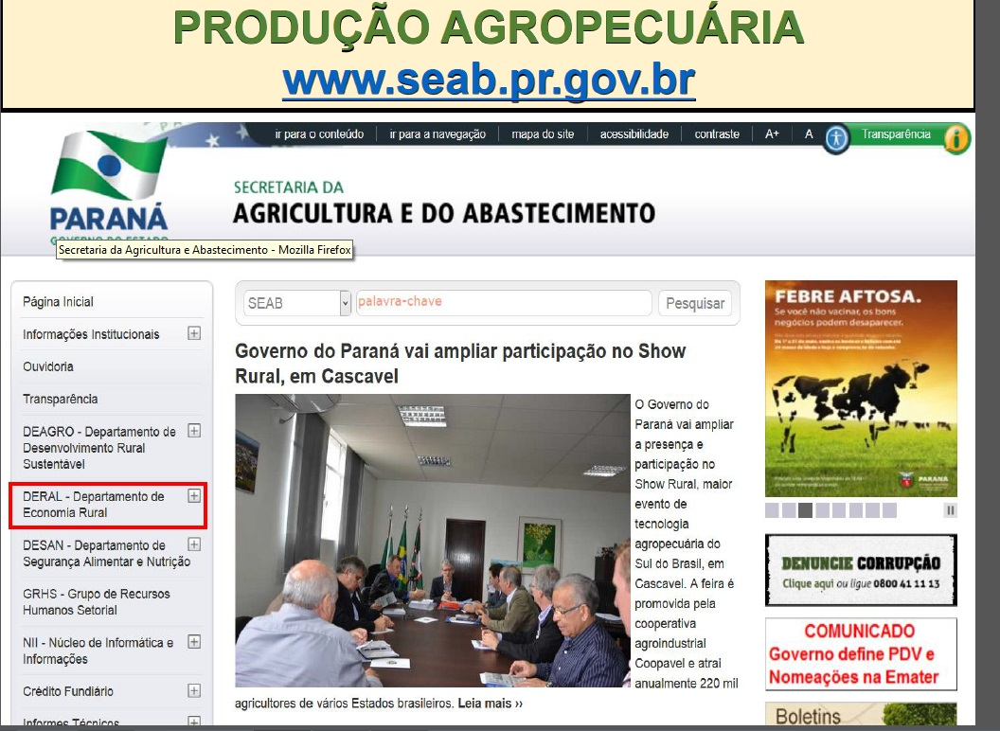 PRODUÇÃO AGROPECUÁRIA
www.seab.pr.gov.br
ir para o conteúdo
ir para a navegação
mapa do site
acessibilidade
contraste
A+
A
Transparência
PARANÁ
GOVERNO DO ESTADO
SECRETARIA DA
AGRICULTURA E DO ABASTECIMENTO
Secretaria da Agricultura e Abastecimento - Mozilla Firefox
Página Inicial
Informações Institucionais
Ouvidoria
Transparência
DEAGRO - Departamento de
Desenvolvimento Rural
Sustentável
DERAL - Departamento de
Economia Rural
DESAN - Departamento de
Segurança Alimentar e Nutrição
GRHS - Grupo de Recursos
Humanos Setorial
NII - Núcleo de Informática e
Informações
Crédito Fundiário
Informes Técnicos
SEAB
palavra-chave
Pesquisar
Governo do Paraná vai ampliar participação no Show
Rural, em Cascavel
O Governo do
Paraná vai ampliar
a presença e
participação no
Show Rural, maior
evento de
tecnologia
agropecuária do
Sul do Brasil, em
Cascavel. A feira é
promovida pela
cooperativa
agroindustrial
Coopavel e atrai
anualmente 220 mil
agricultores de vários Estados brasileiros. Leia mais ››
FEBRE AFTOSA.
Se você não vacinar, os bons
negócios podem desaparecer.
PARANÁ
DENUNCIE CORRUPÇÃO
Clique aqui ou ligue 0800 41 11 13
COMUNICADO
Governo define PDV e
Nomeações na Emater
Boletins